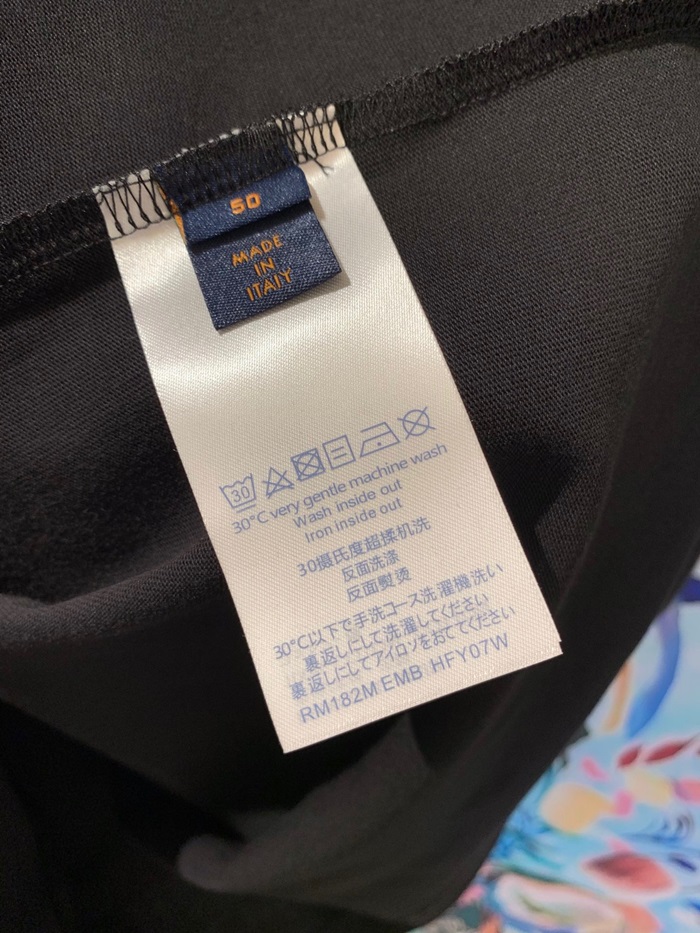 50
MADE
IN
ITALY
30
30°C very gentle machine wash
Wash inside out
Iron inside out
30摄氏度超揉机洗
反面洗涤
反面熨烫
30°C以下で手洗コース洗濯機洗い
裏返しにして洗濯してください
裏返しにしてアイロンをおててください
RM182M EMB HFY07W